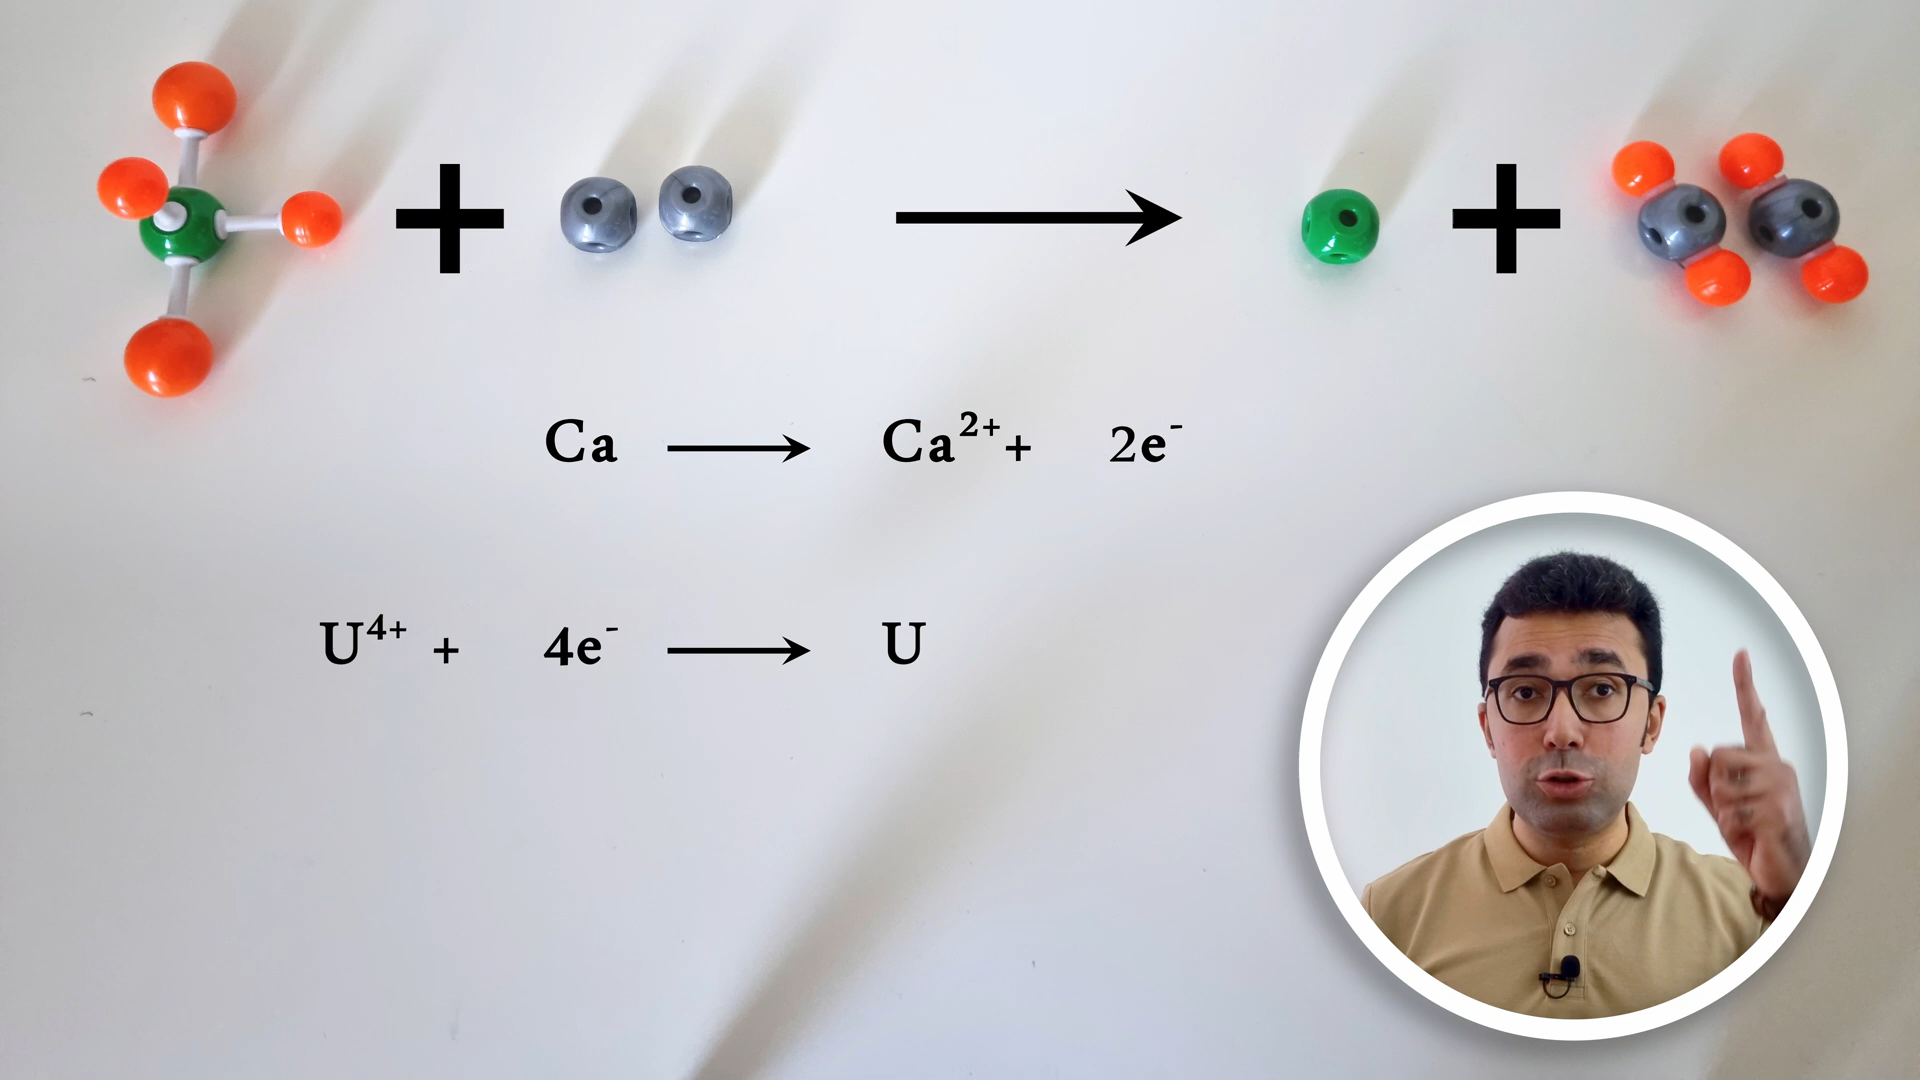 + → +
Ca → Ca²⁺ + 2e⁻
U⁴⁺ + 4e⁻ → U